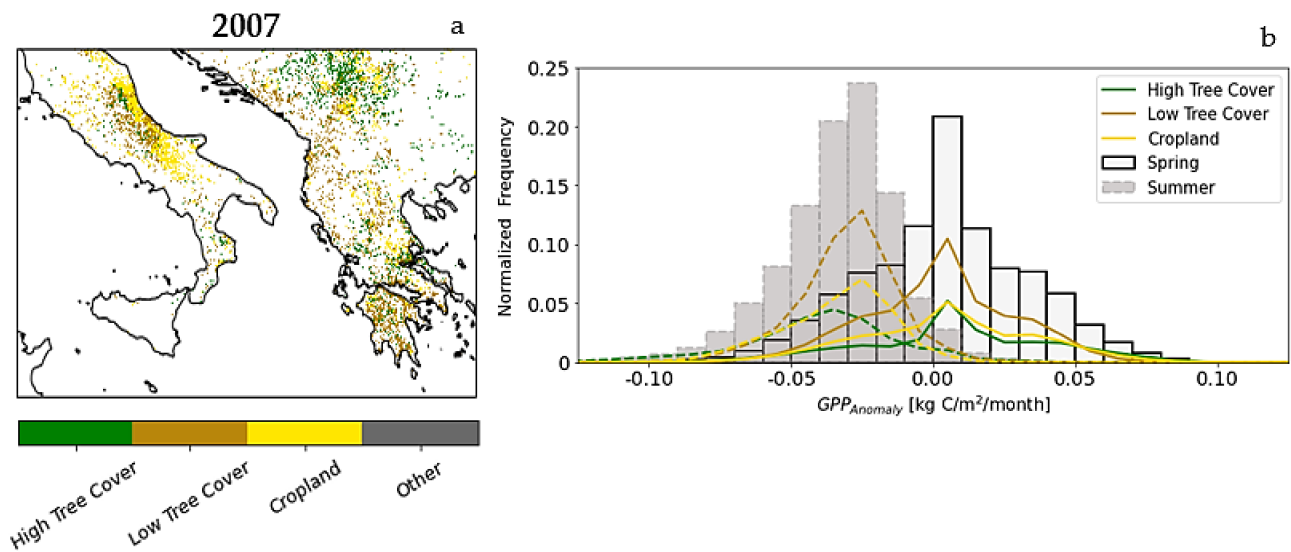 2007
a
High Tree Cover
Low Tree Cover
Cropland
Other
b
0.25
0.20
0.15
0.10
0.05
0
Normalized Frequency
High Tree Cover
Low Tree Cover
Cropland
Spring
Summer
-0.10
-0.05
0.00
0.05
0.10
GPP_Anomaly [kg C/m²/month]